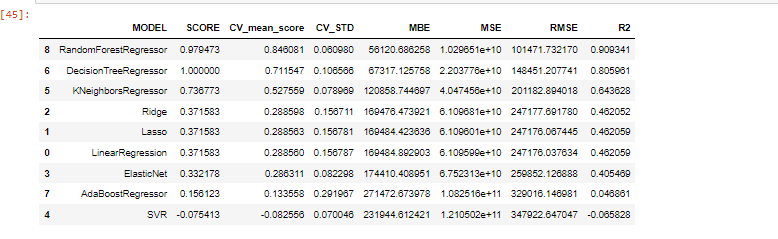 [45]:
MODEL SCORE CV_mean_score CV_STD MBE MSE RMSE R2
8 RandomForestRegressor 0.979473 0.846081 0.060980 56120.686258 1.029651e+10 101471.732170 0.909341
6 DecisionTreeRegressor 1.000000 0.711547 0.106566 67317.125758 2.203776e+10 148451.207741 0.805961
5 KNeighborsRegressor 0.736773 0.527559 0.078969 120858.744697 4.047456e+10 201182.894018 0.643628
2 Ridge 0.371583 0.288598 0.156711 169476.473921 6.109681e+10 247177.691780 0.462052
1 Lasso 0.371583 0.288563 0.156781 169484.423636 6.109601e+10 247176.067445 0.462059
0 LinearRegression 0.371583 0.288560 0.156787 169484.892903 6.109599e+10 247176.037634 0.462059
3 ElasticNet 0.332178 0.286311 0.082298 174410.408951 6.752313e+10 259852.126888 0.405469
7 AdaBoostRegressor 0.156123 0.133558 0.291967 271472.673978 1.082516e+11 329016.146981 0.046861
4 SVR -0.075413 -0.082556 0.070046 231944.612421 1.210502e+11 347922.647047 -0.065828